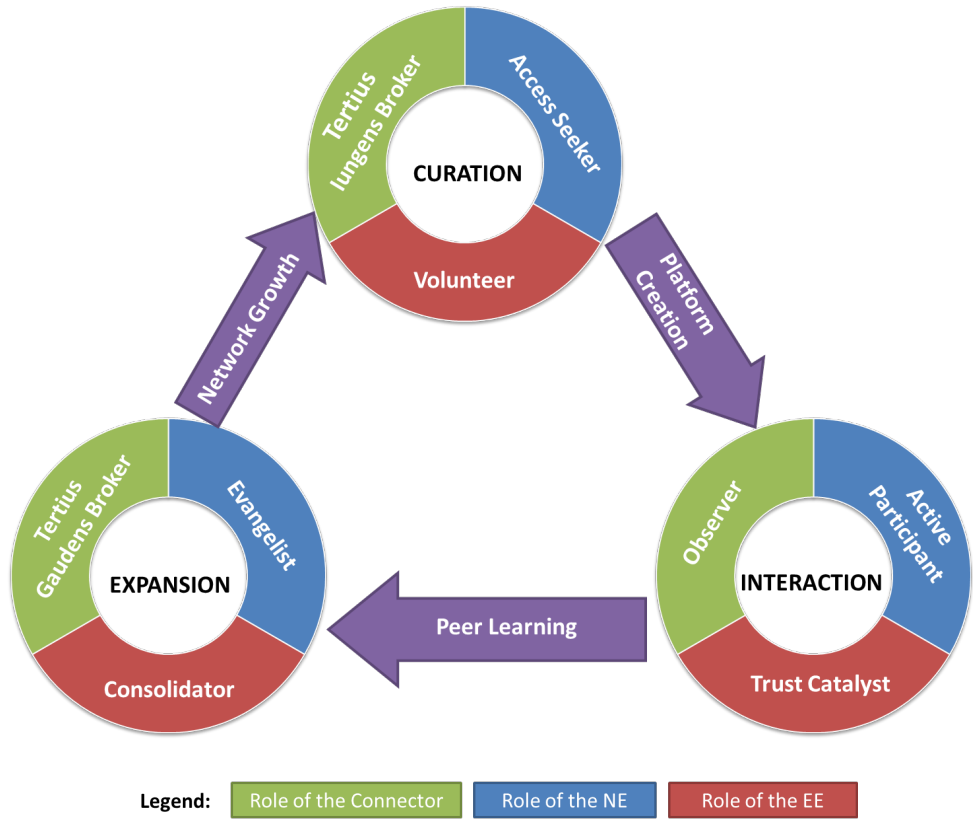 Tertius
Iungens Broker
Access Seeker
CURATION
Volunteer
Network Growth
Platform
Creation
Tertius
Gaudens Broker
Evangelist
EXPANSION
Consolidator
Peer Learning
Observer
Active
Participant
INTERACTION
Trust Catalyst
Legend:
Role of the Connector
Role of the NE
Role of the EE